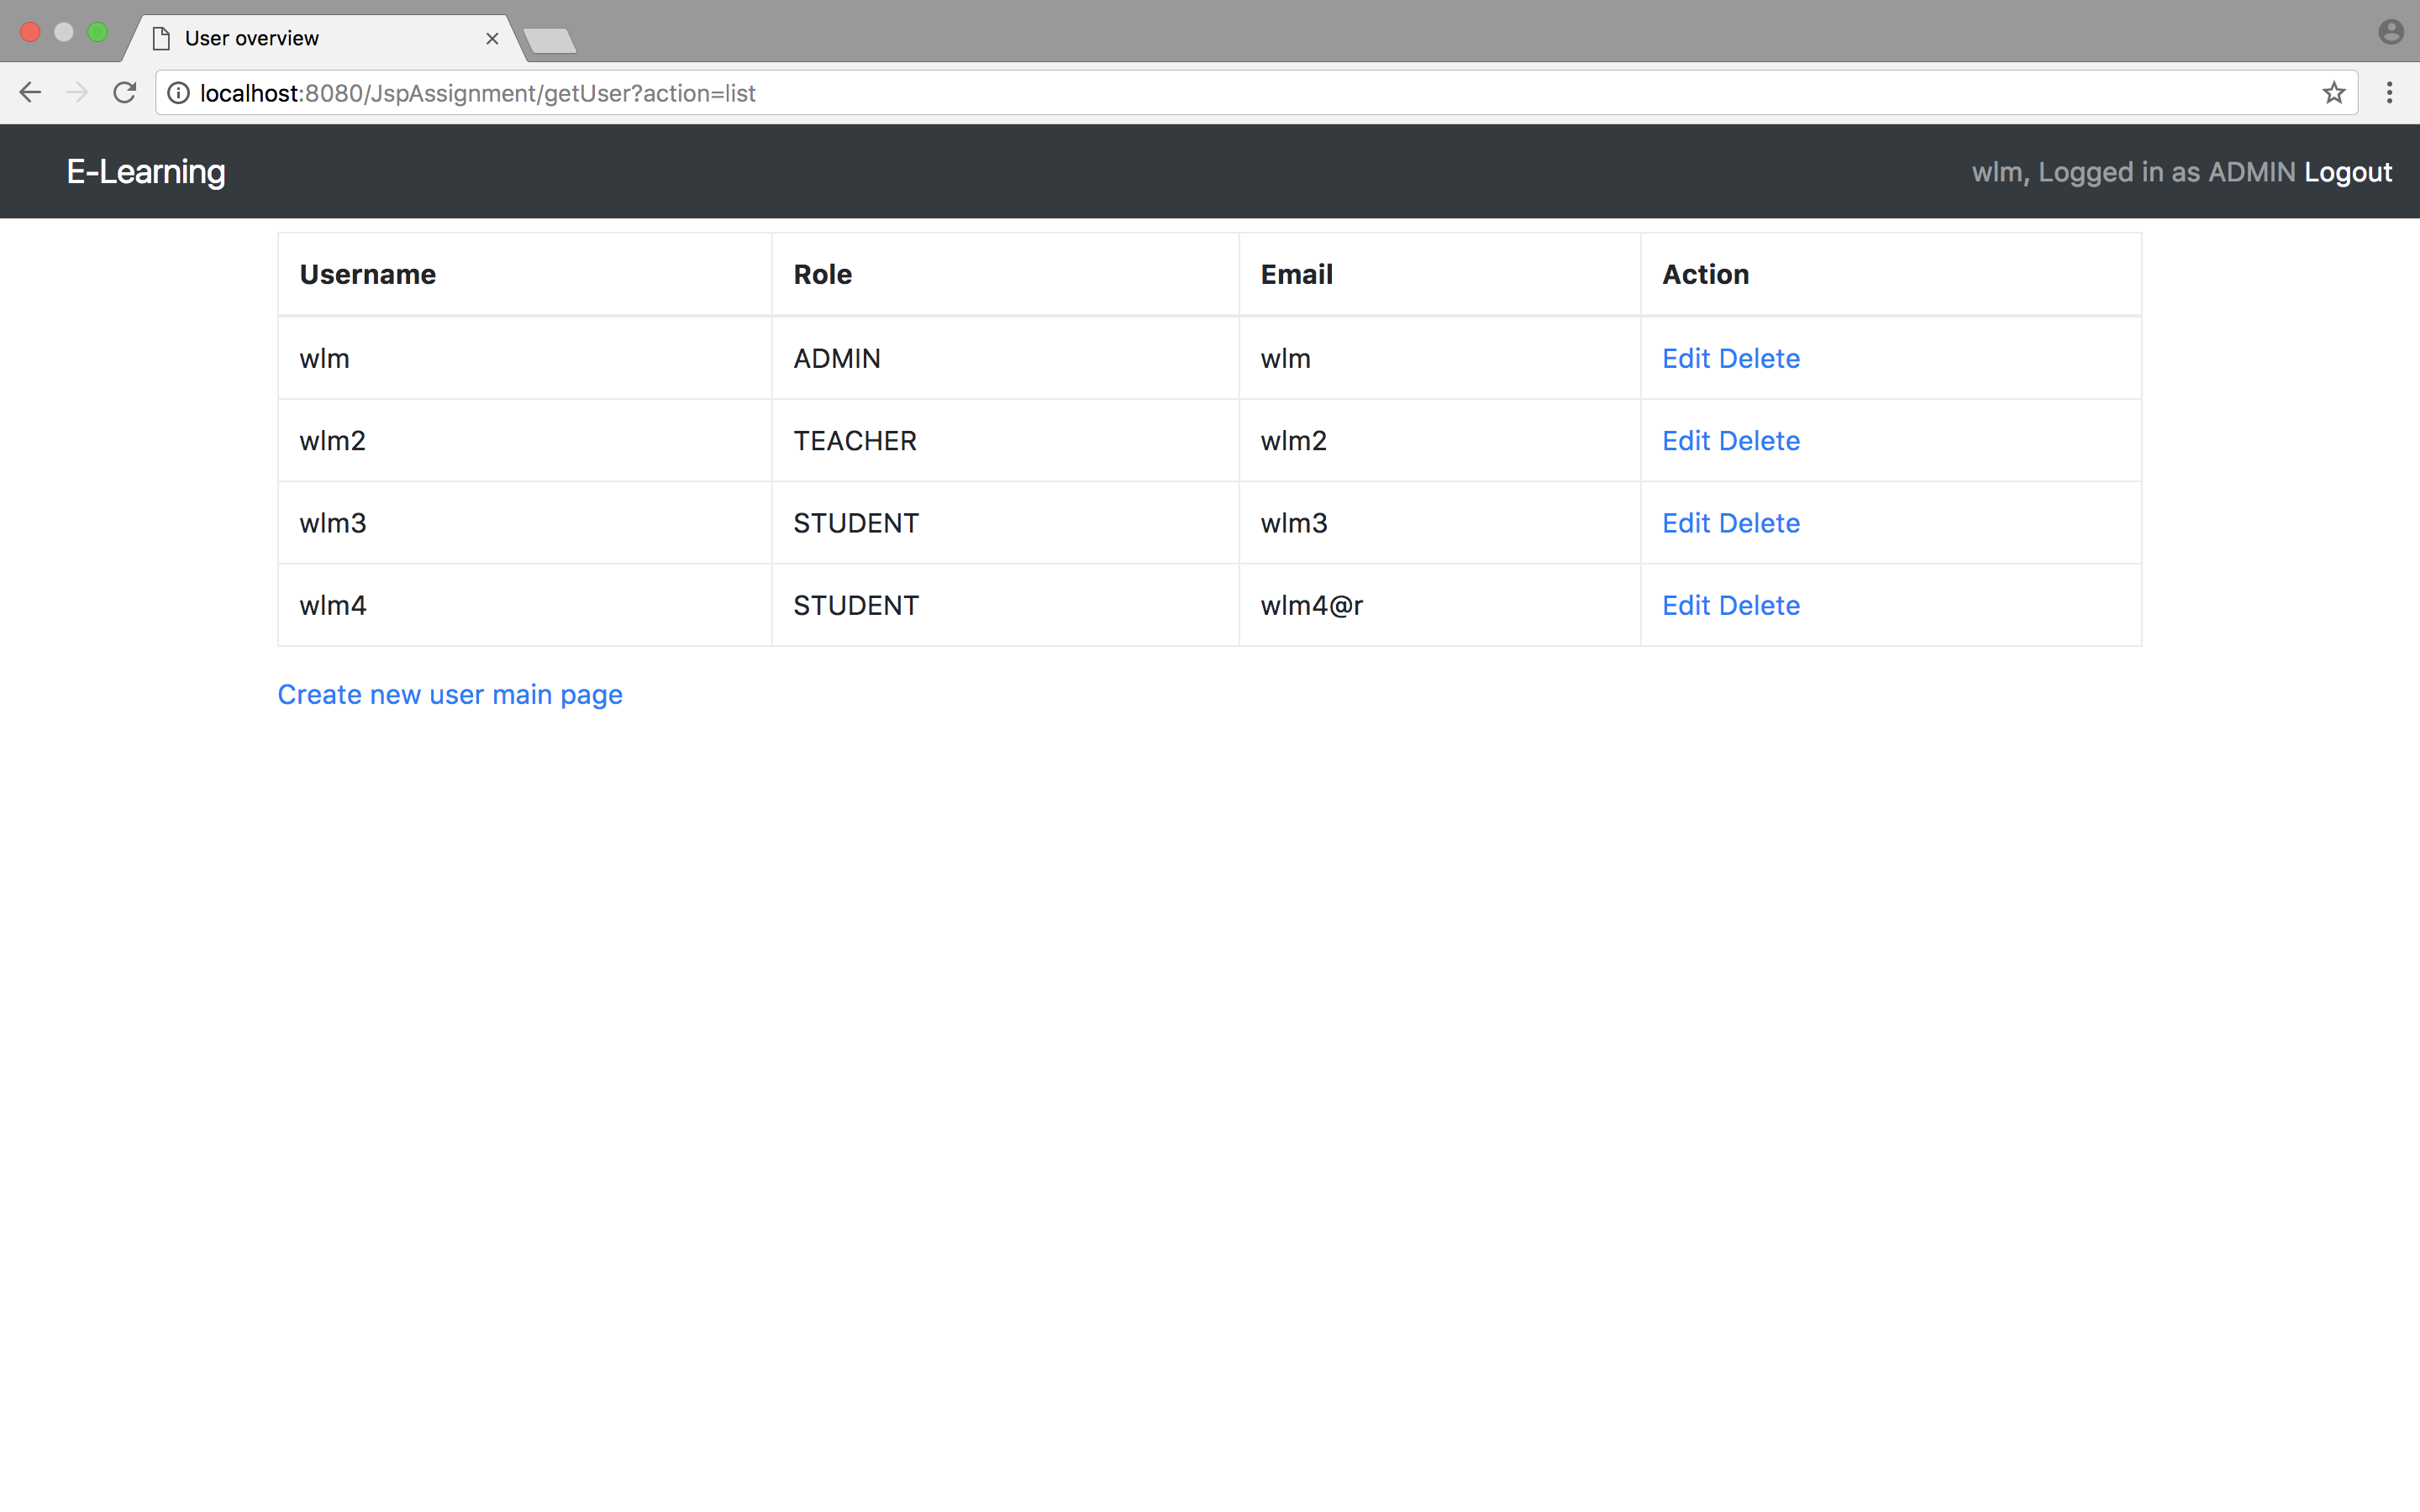 User overview
localhost:8080/JspAssignment/getUser?action=list
E-Learning wlm, Logged in as ADMIN Logout
Username Role Email Action
wlm ADMIN wlm Edit Delete
wlm2 TEACHER wlm2 Edit Delete
wlm3 STUDENT wlm3 Edit Delete
wlm4 STUDENT wlm4@r Edit Delete
Create new user main page